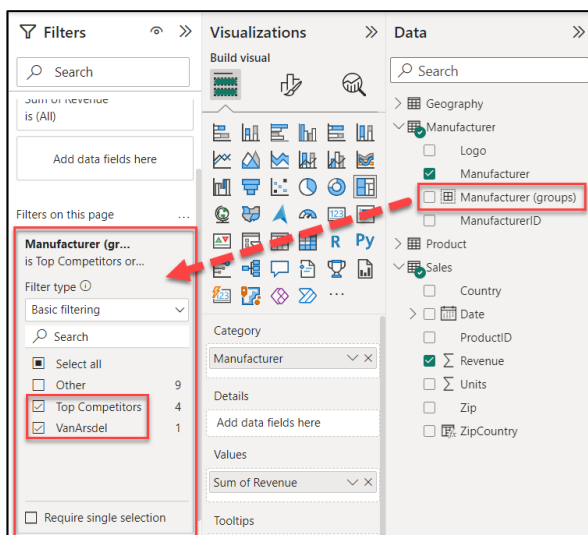 Filters
Search
Sum of Revenue
is (All)
Add data fields here
Filters on this page
...
Manufacturer (gr...
is Top Competitors or...
Filter type
Basic filtering
Search
Select all
Other 9
Top Competitors 4
VanArsdel 1
Require single selection
Visualizations
Build visual
123
R Py
123
...
Category
Manufacturer
Details
Add data fields here
Values
Sum of Revenue
Tooltips
Data
Search
Geography
Manufacturer
Logo
Manufacturer
Manufacturer (groups)
ManufacturerID
Product
Sales
Country
Date
ProductID
Revenue
Units
Zip
ZipCountry